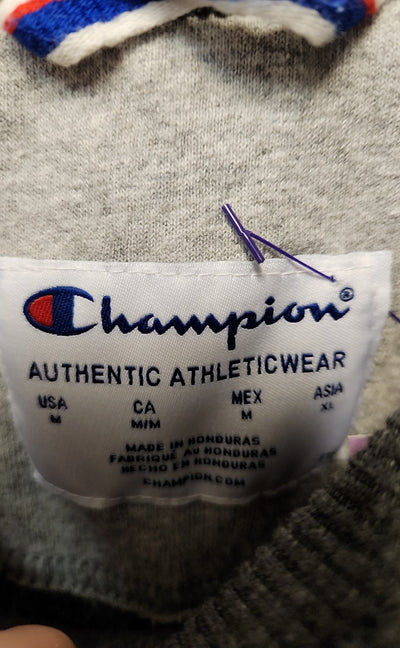 Champion®
AUTHENTIC ATHLETICWEAR
USA CA MEX ASIA
M M/M M XL
MADE IN HONDURAS
FABRIQUÉ AU HONDURAS
HECHO EN HONDURAS
CHAMPION.COM